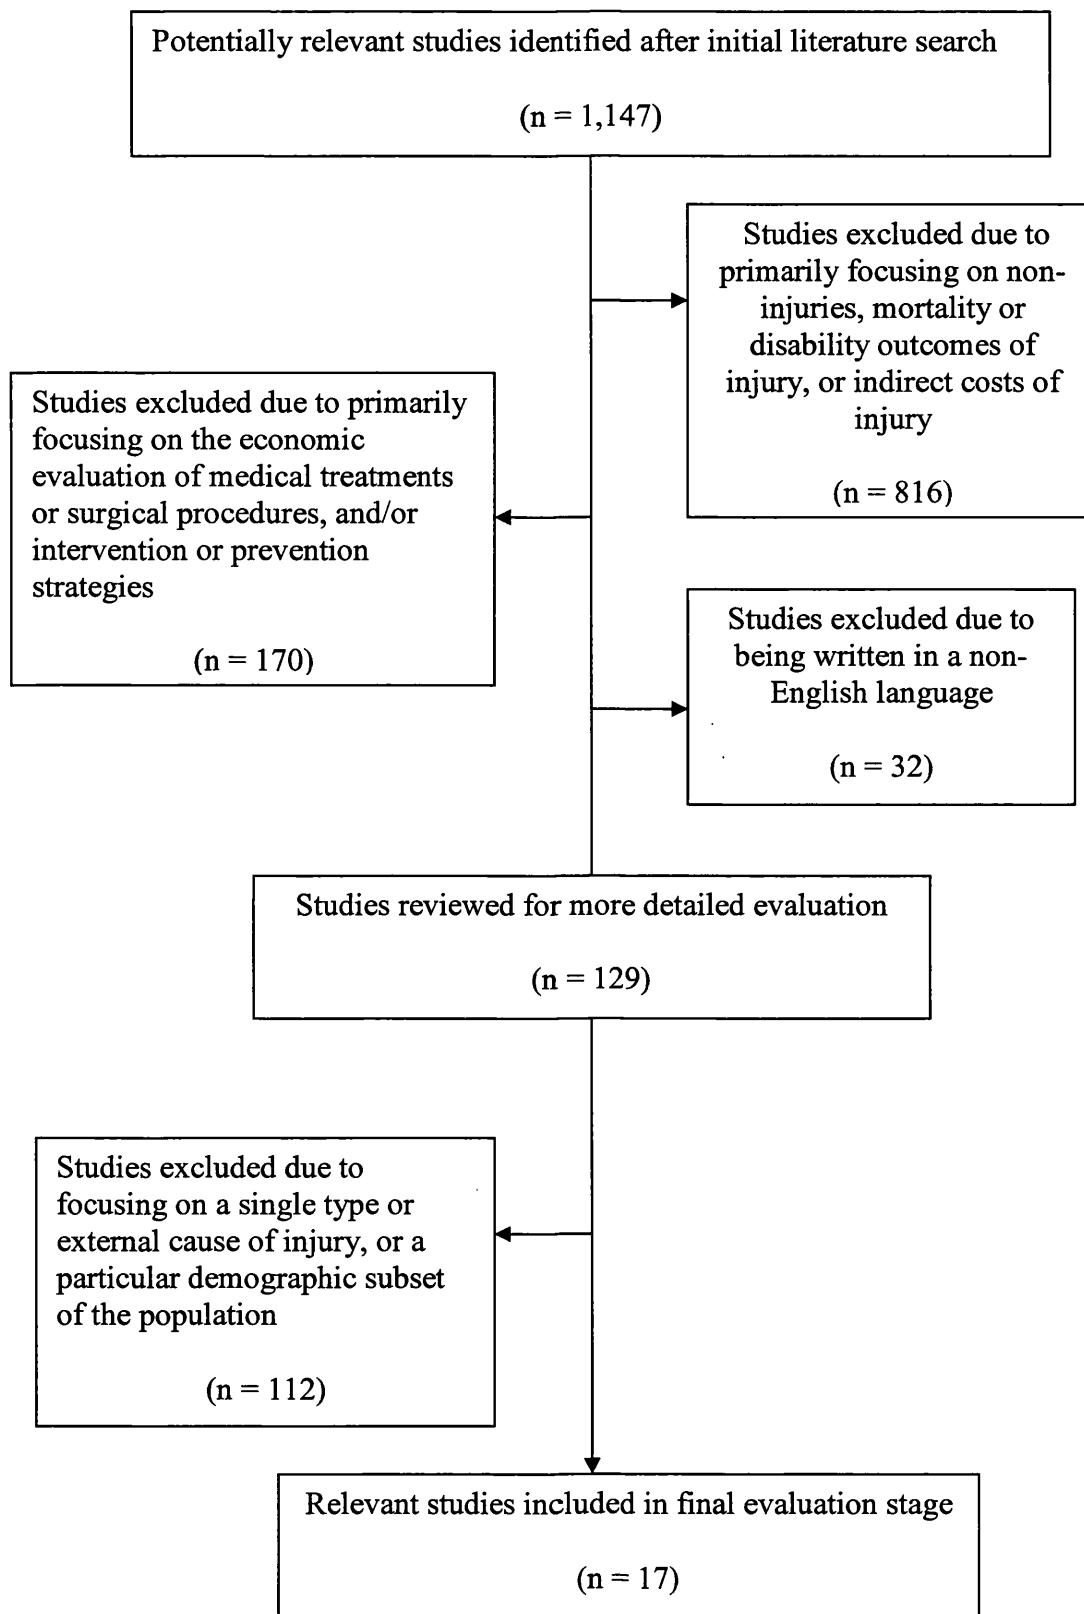 Potentially relevant studies identified after initial literature search
(n = 1,147)
Studies excluded due to
primarily focusing on non-
injuries, mortality or
disability outcomes of
injury, or indirect costs of
injury
(n = 816)
Studies excluded due to primarily
focusing on the economic
evaluation of medical treatments
or surgical procedures, and/or
intervention or prevention
strategies
(n = 170)
Studies excluded due to
being written in a non-
English language
(n = 32)
Studies reviewed for more detailed evaluation
(n = 129)
Studies excluded due to
focusing on a single type or
external cause of injury, or a
particular demographic subset
of the population
(n = 112)
Relevant studies included in final evaluation stage
(n = 17)